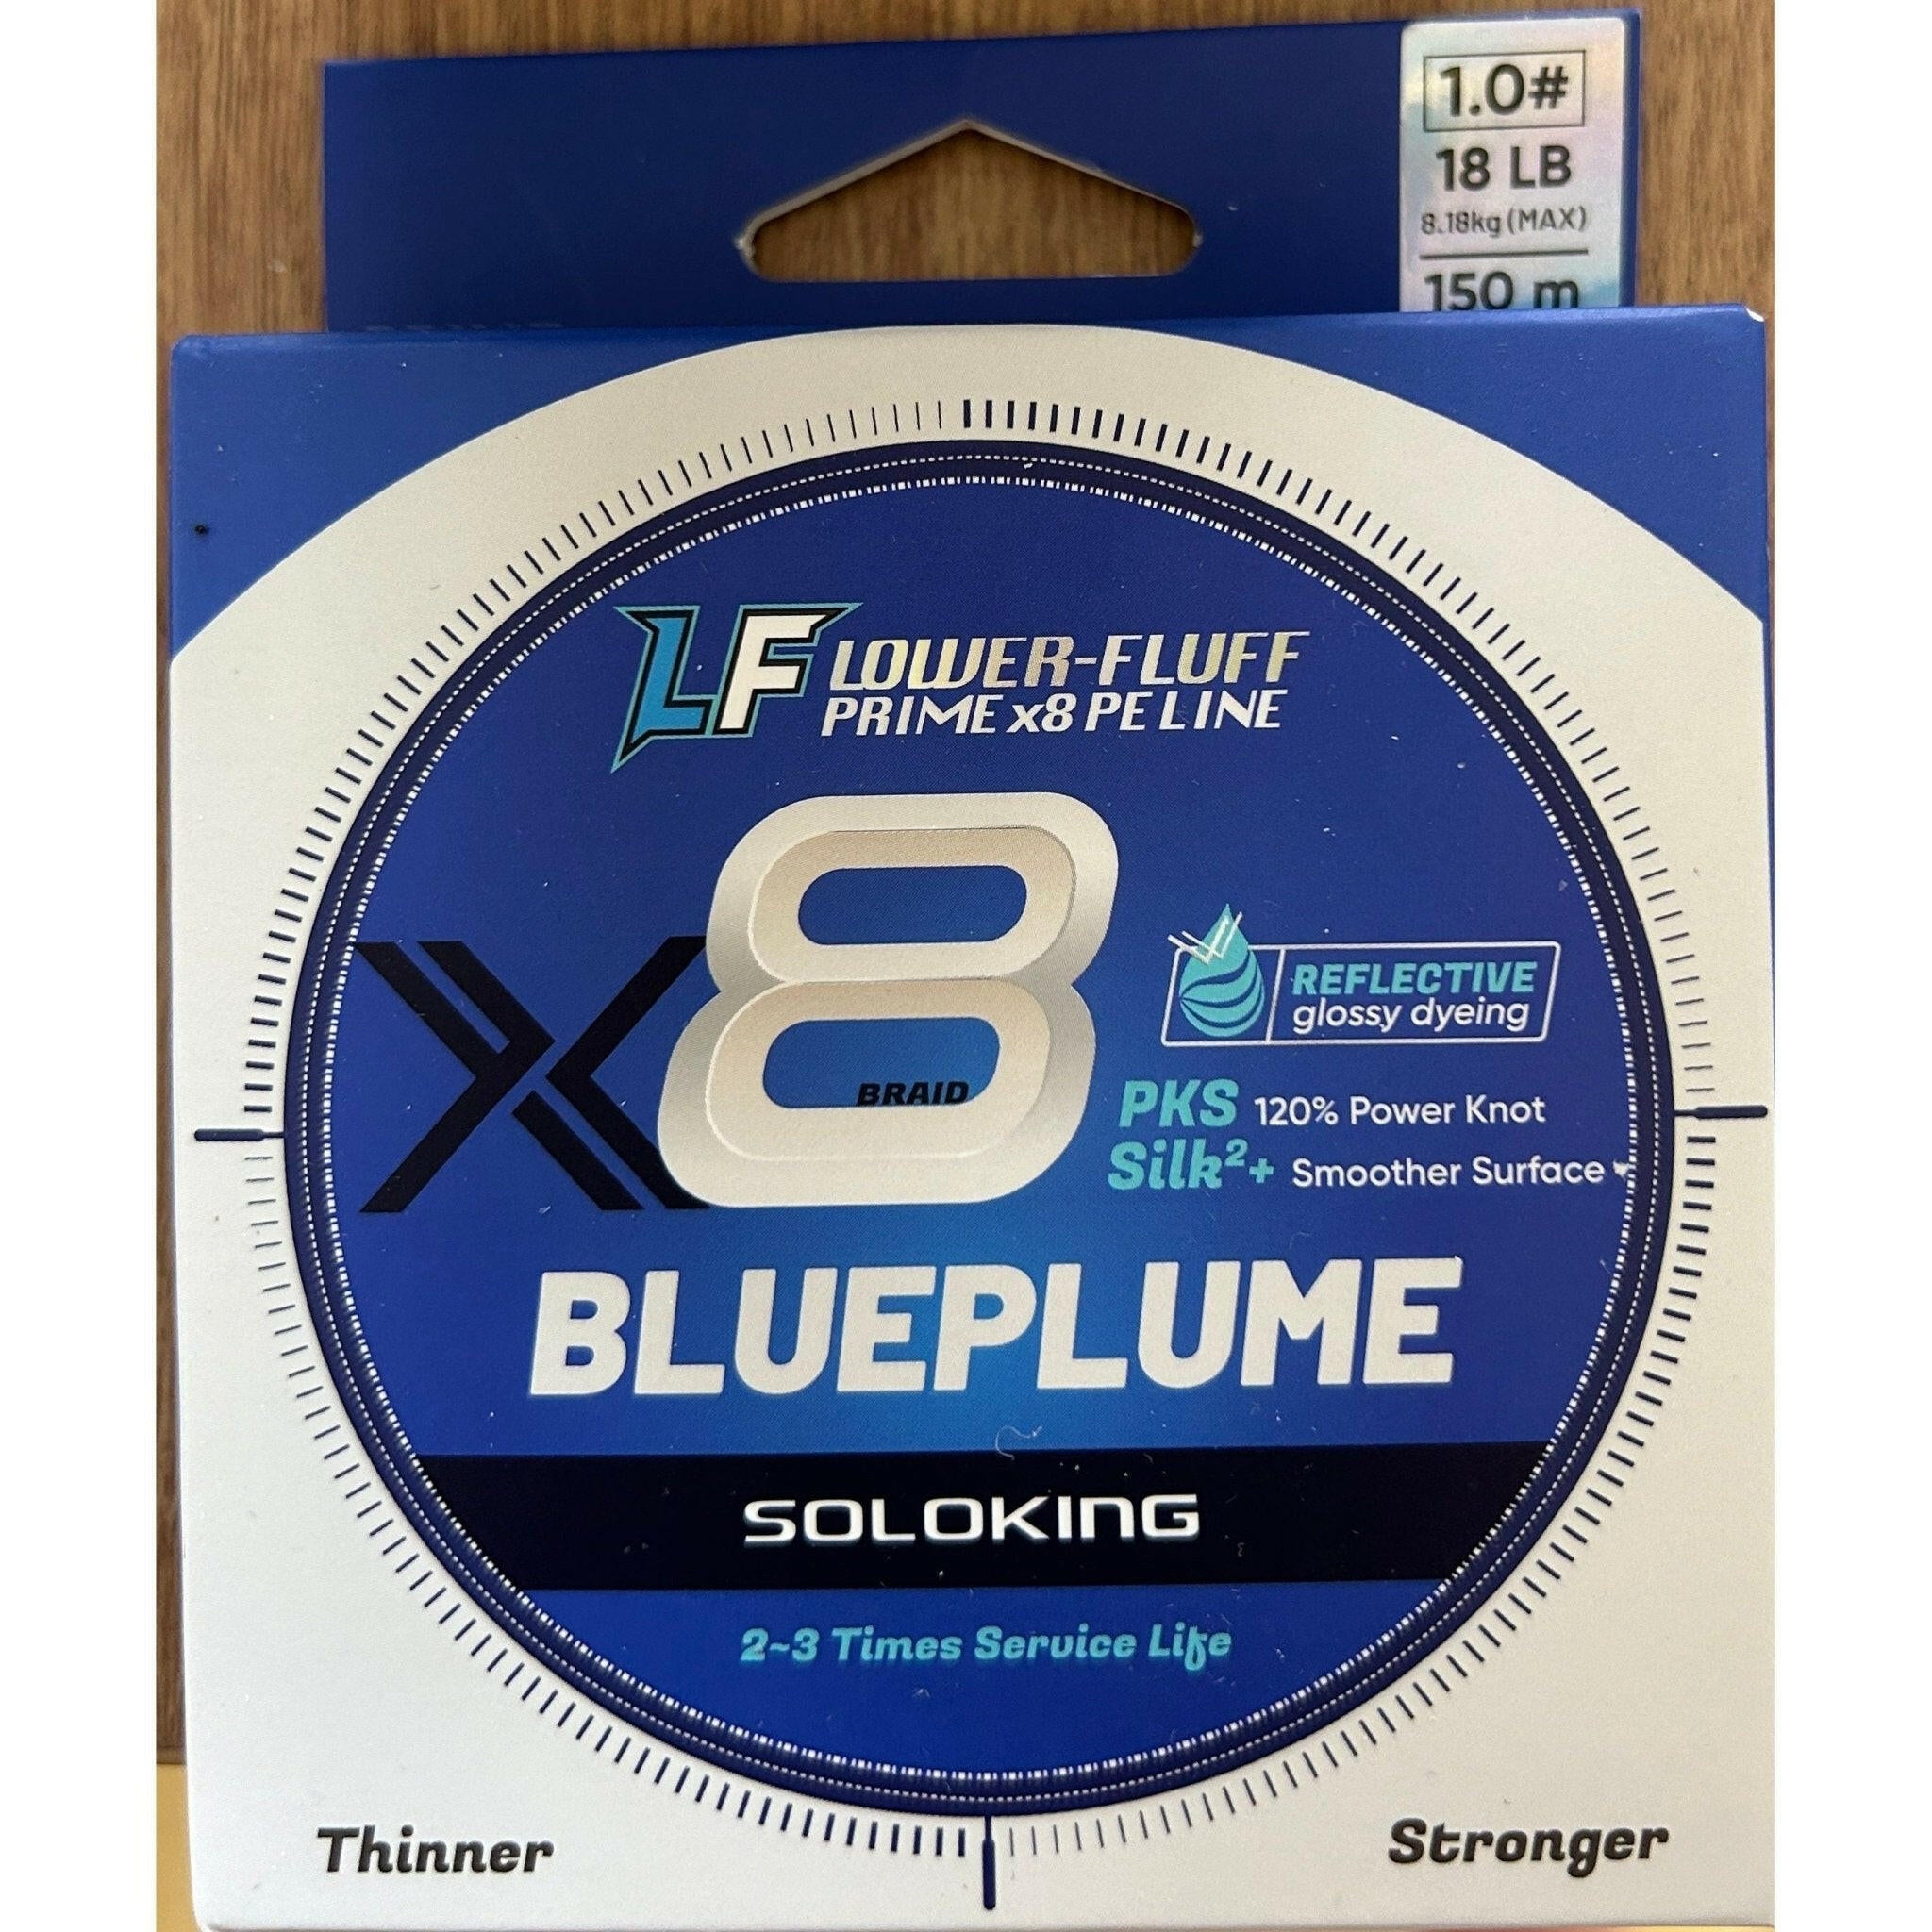 1.0#
18 LB
8.18kg (MAX)
150 m
LF LOWER-FLUFF
PRIME x8 PE LINE
X8
BRAID
REFLECTIVE
glossy dyeing
PKS 120% Power Knot
Silk²+ Smoother Surface
BLUEPLUME
SOLOKING
2~3 Times Service Life
Thinner
Stronger